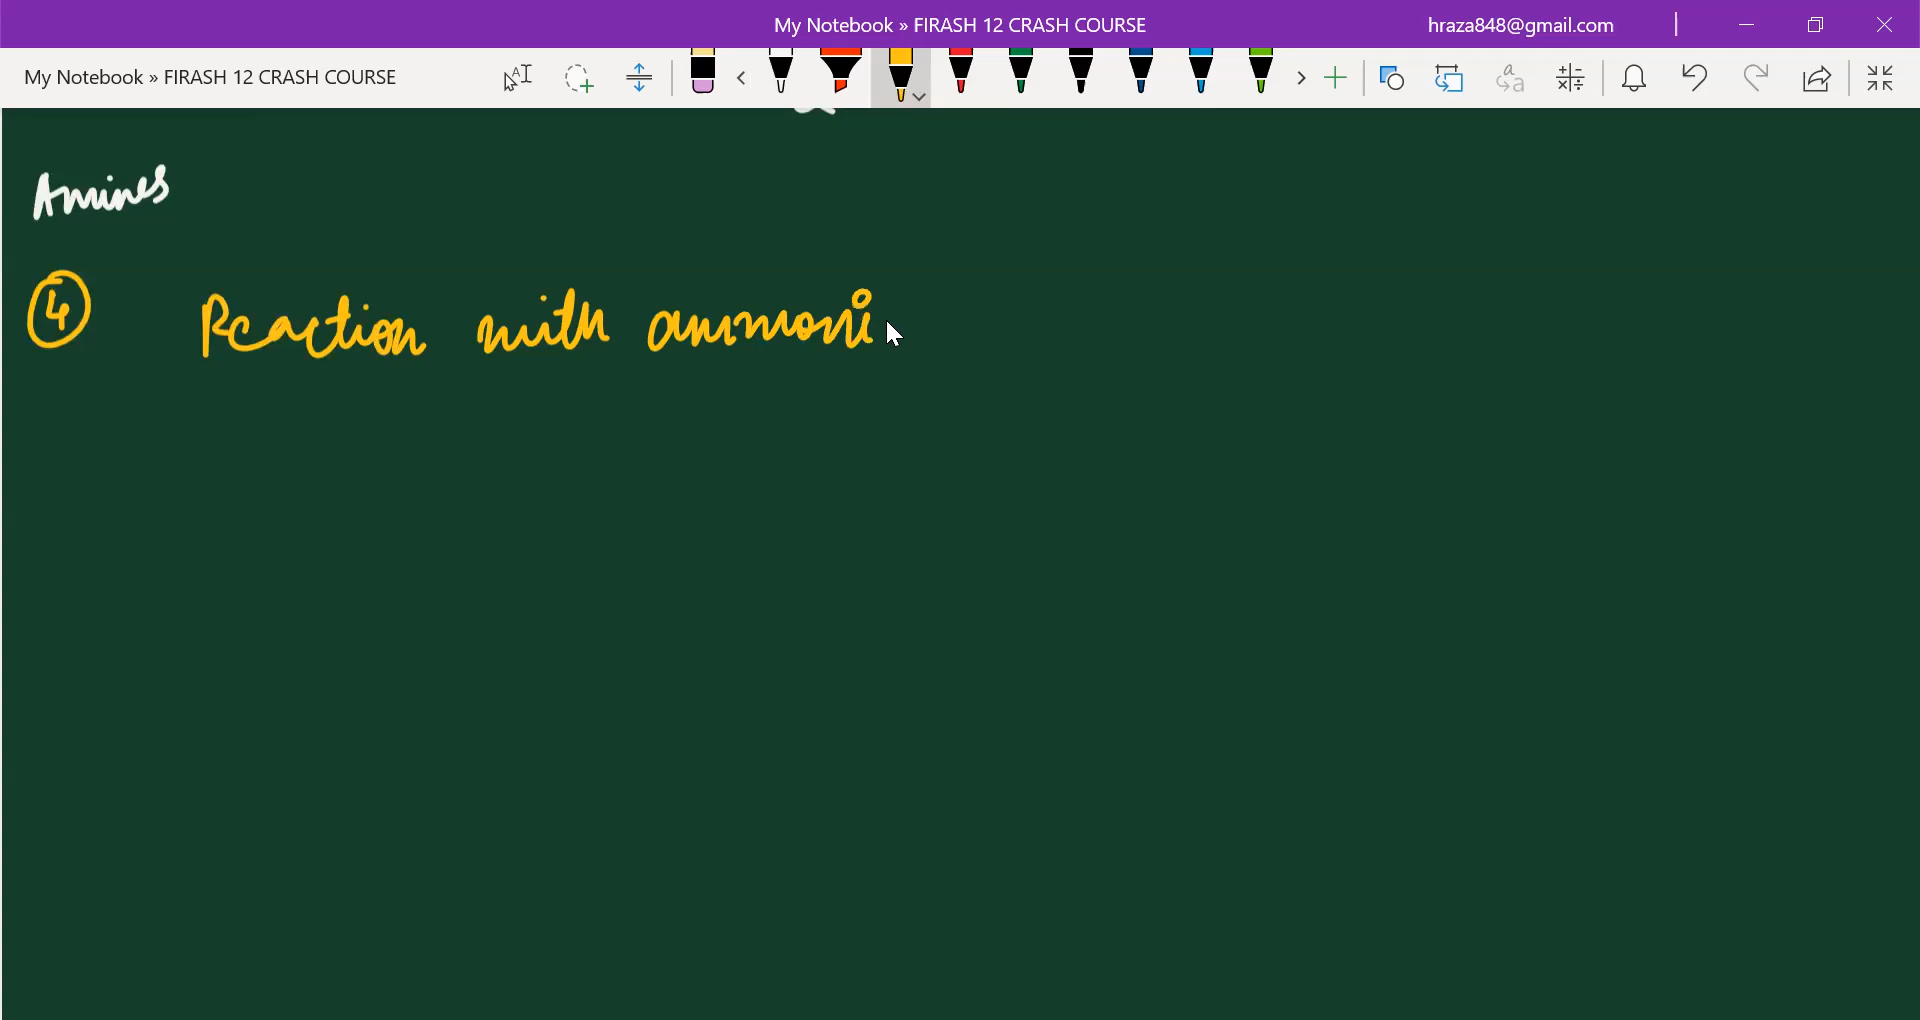 My Notebook » FIRASH 12 CRASH COURSE
hraza848@gmail.com
My Notebook » FIRASH 12 CRASH COURSE
Amines
4 Reaction with ammoni